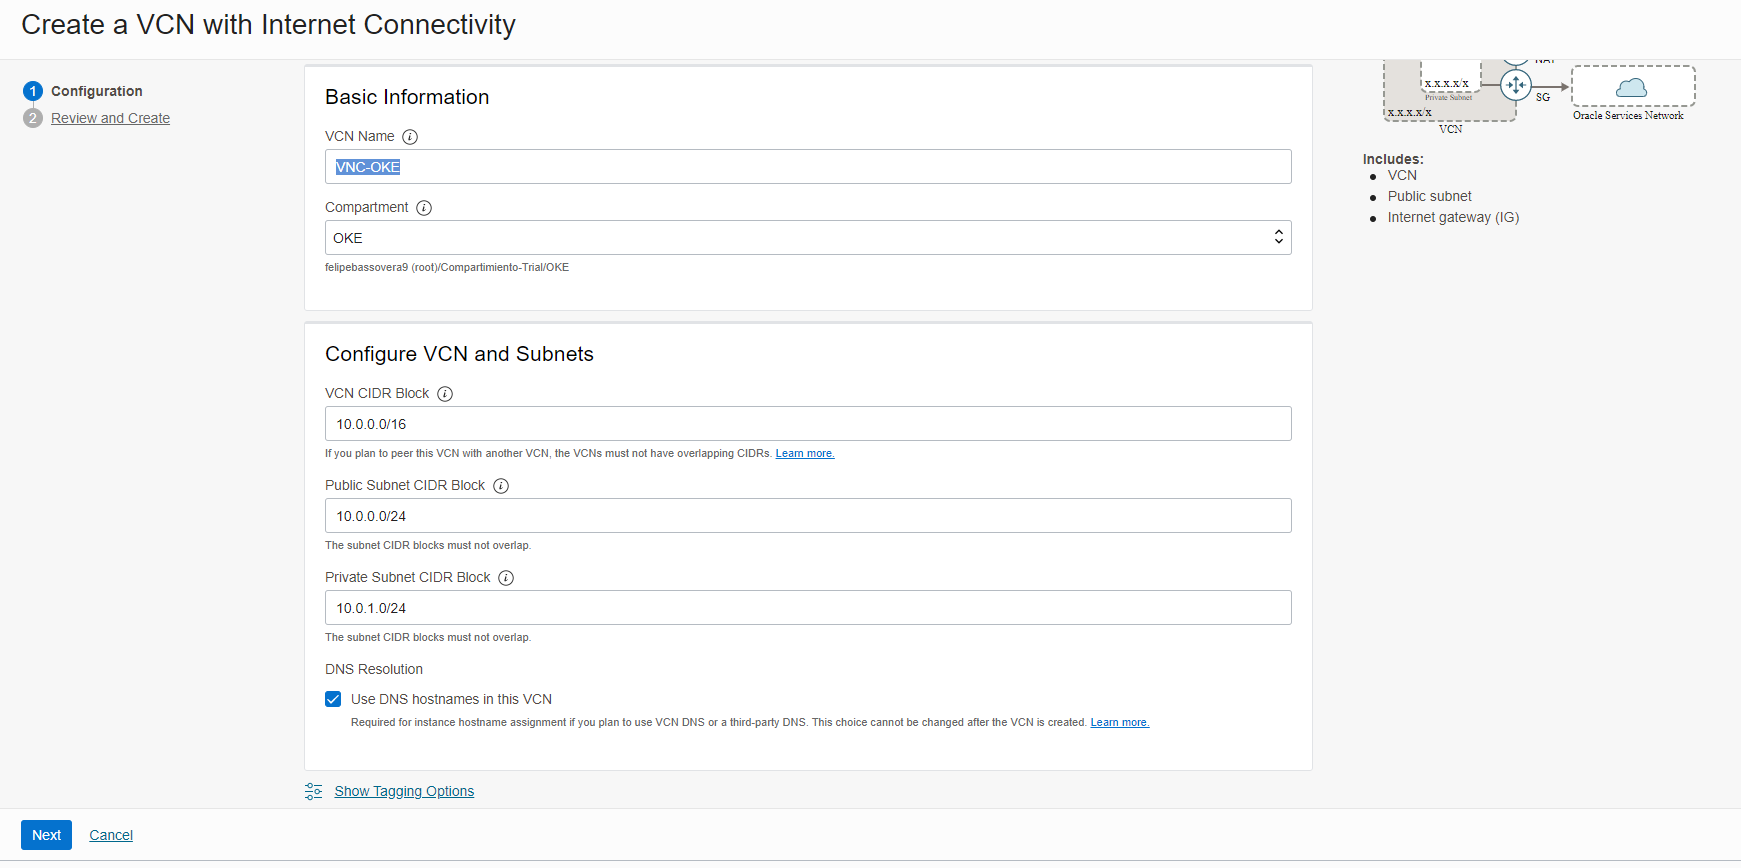 Create a VCN with Internet Connectivity
1 Configuration
2 Review and Create
Basic Information
VCN Name i
VNC-OKE
Compartment i
OKE
felipebassovera9 (root)/Compartimiento-Trial/OKE
Configure VCN and Subnets
VCN CIDR Block i
10.0.0.0/16
If you plan to peer this VCN with another VCN, the VCNs must not have overlapping CIDRs. Learn more.
Public Subnet CIDR Block i
10.0.0.0/24
The subnet CIDR blocks must not overlap.
Private Subnet CIDR Block i
10.0.1.0/24
The subnet CIDR blocks must not overlap.
DNS Resolution
Use DNS hostnames in this VCN
Required for instance hostname assignment if you plan to use VCN DNS or a third-party DNS. This choice cannot be changed after the VCN is created. Learn more.
Show Tagging Options
NAT
x.x.x.x/x
Private Subnet
SG
x.x.x.x/x
VCN
Oracle Services Network
Includes:
VCN
Public subnet
Internet gateway (IG)
Next Cancel